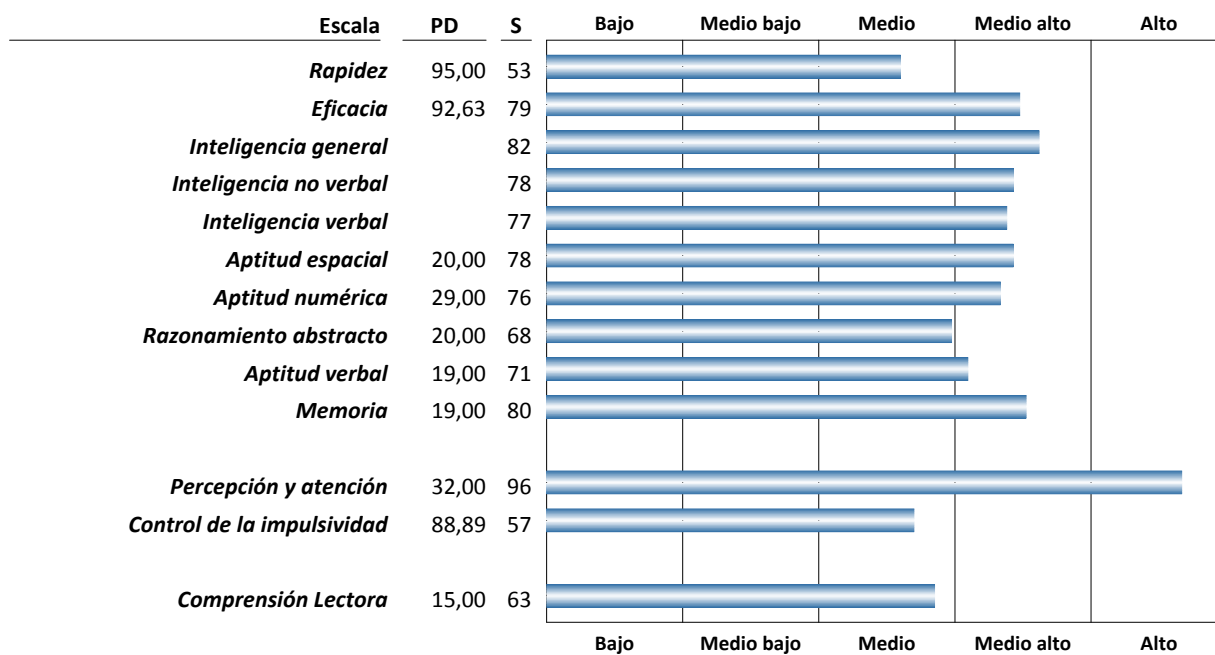 Escala PD S Bajo Medio bajo Medio Medio alto Alto
Rapidez 95,00 53
Eficacia 92,63 79
Inteligencia general 82
Inteligencia no verbal 78
Inteligencia verbal 77
Aptitud espacial 20,00 78
Aptitud numérica 29,00 76
Razonamiento abstracto 20,00 68
Aptitud verbal 19,00 71
Memoria 19,00 80
Percepción y atención 32,00 96
Control de la impulsividad 88,89 57
Comprensión Lectora 15,00 63
Bajo Medio bajo Medio Medio alto Alto